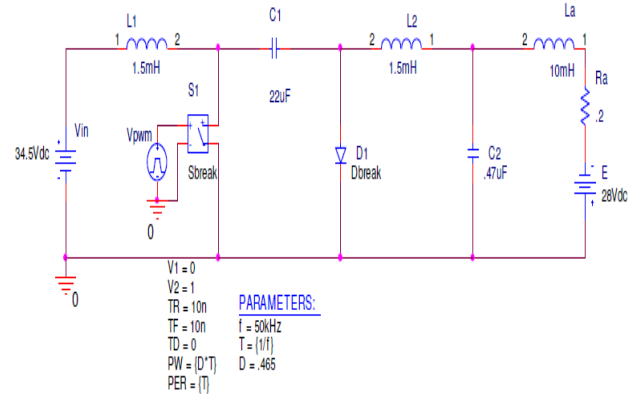 C1
L1
L2
La
1
2
2
1
2
1
1.5mH
1.5mH
10mH
Ra
S1
22uF
.2
Vin
Vpwm
+
+
-
-
+
-
34.5Vdc
D1
Dbreak
C2
.47uF
-
E
28Vdc
+
Sbreak
0
0
V1 = 0
V2 = 1
TR = 10n
TF = 10n
TD = 0
PW = {D*T}
PER = {T}
PARAMETERS:
f = 50kHz
T = {1/f}
D = .465